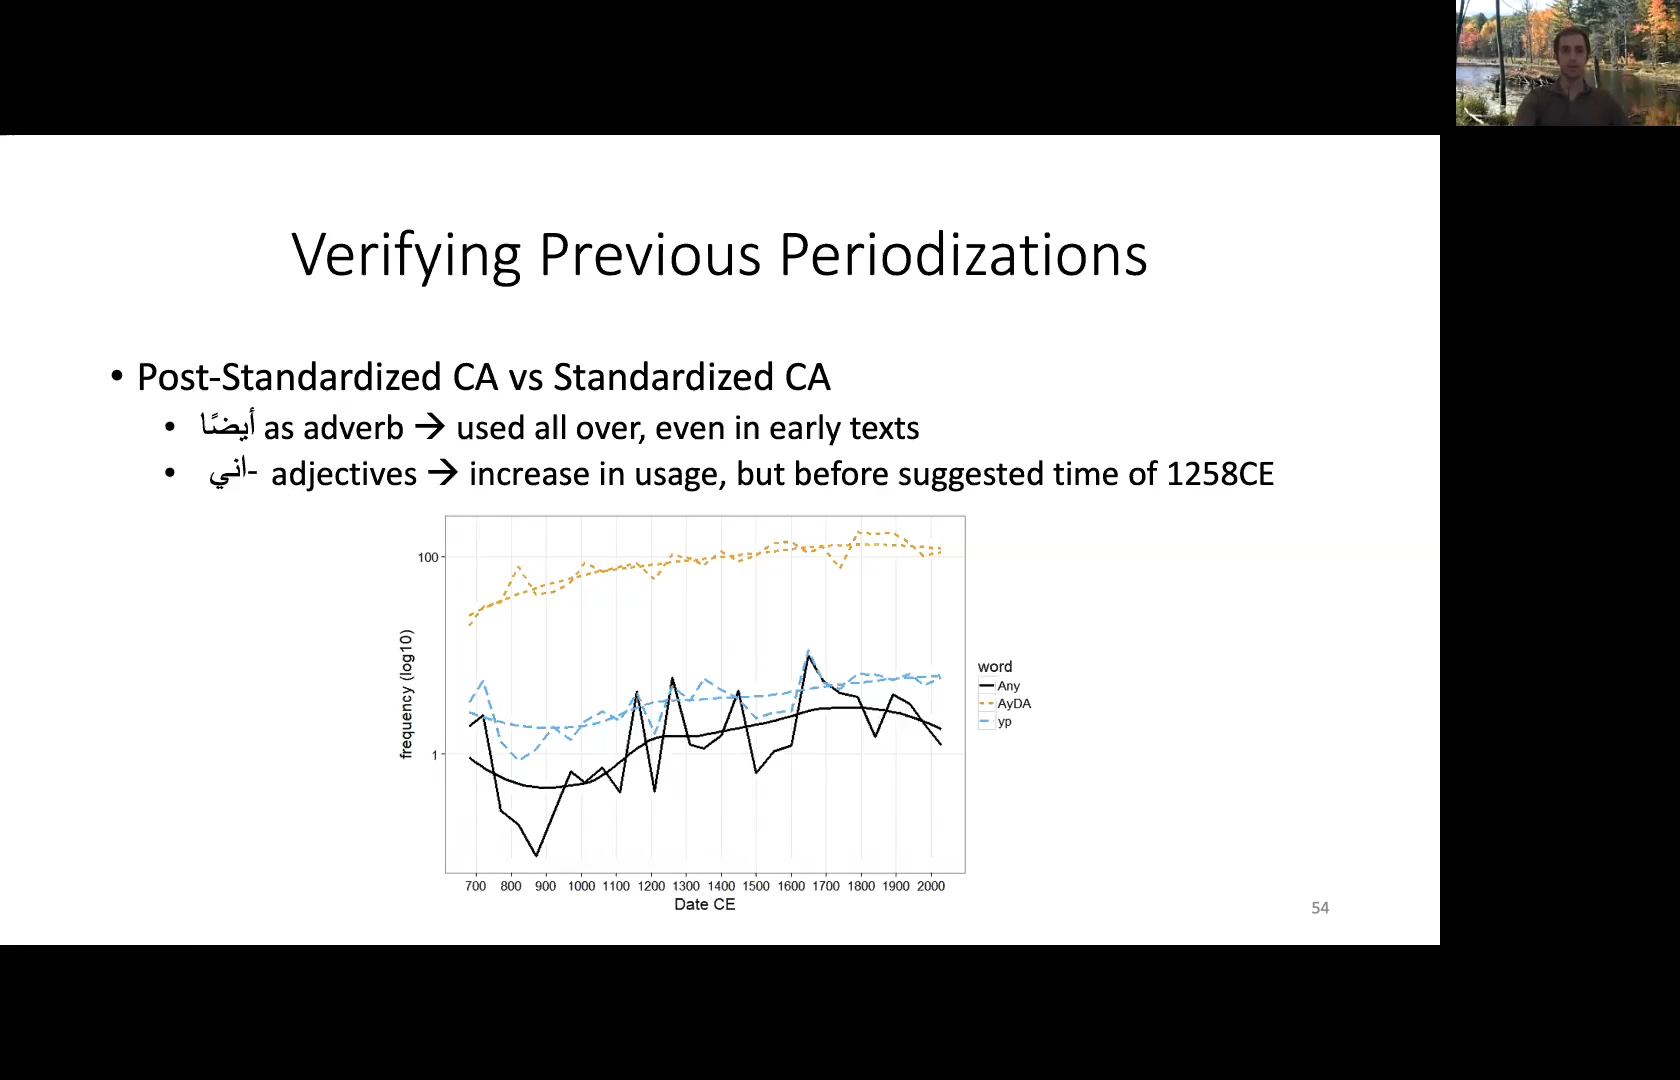 Verifying Previous Periodizations
• Post-Standardized CA vs Standardized CA
• أيضًا as adverb → used all over, even in early texts
• -اني adjectives → increase in usage, but before suggested time of 1258CE
100
1
frequency (log10)
700 800 900 1000 1100 1200 1300 1400 1500 1600 1700 1800 1900 2000
Date CE
word
Any
AyDA
yp
54